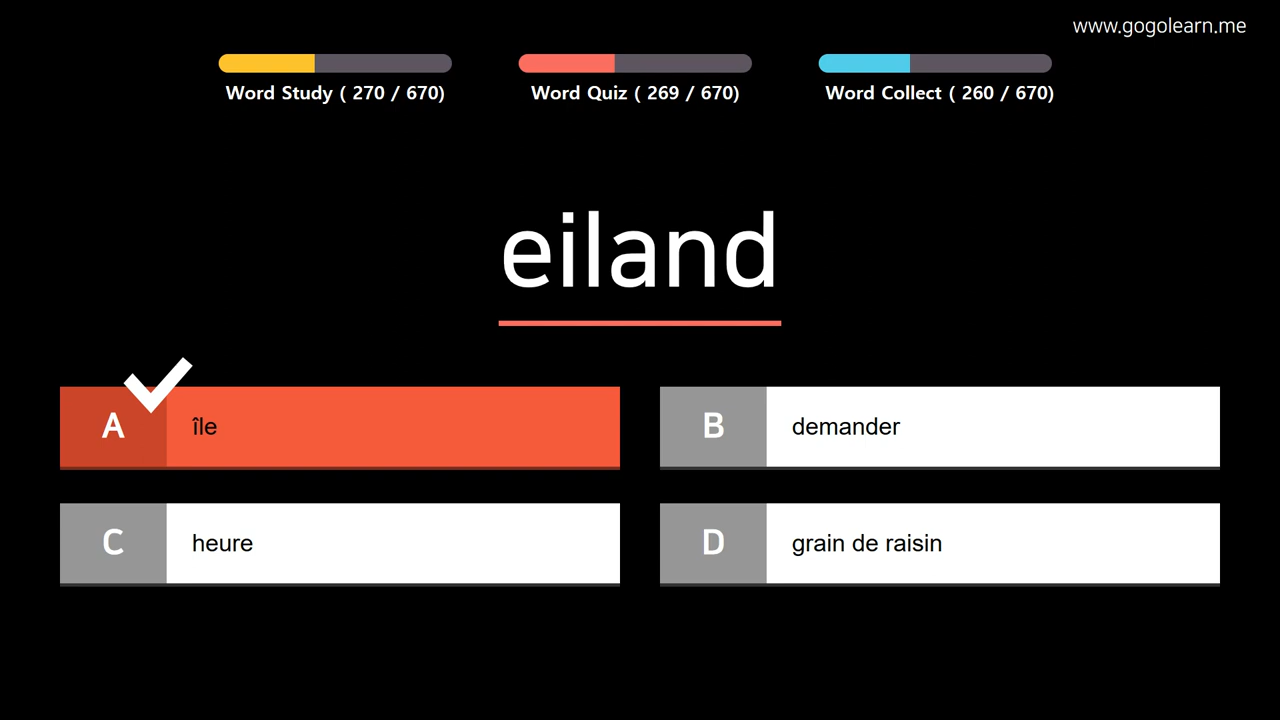 www.gogolearn.me
Word Study ( 270 / 670)
Word Quiz ( 269 / 670)
Word Collect ( 260 / 670)
eiland
A
île
B
demander
C
heure
D
grain de raisin